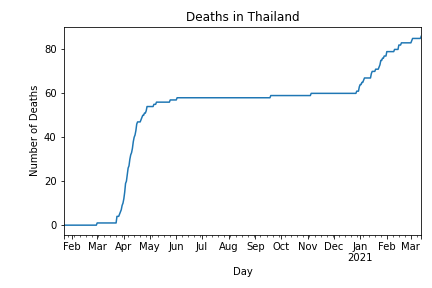 Deaths in Thailand
Number of Deaths
80
60
40
20
0
Feb Mar Apr May Jun Jul Aug Sep Oct Nov Dec Jan Feb Mar
2021
Day